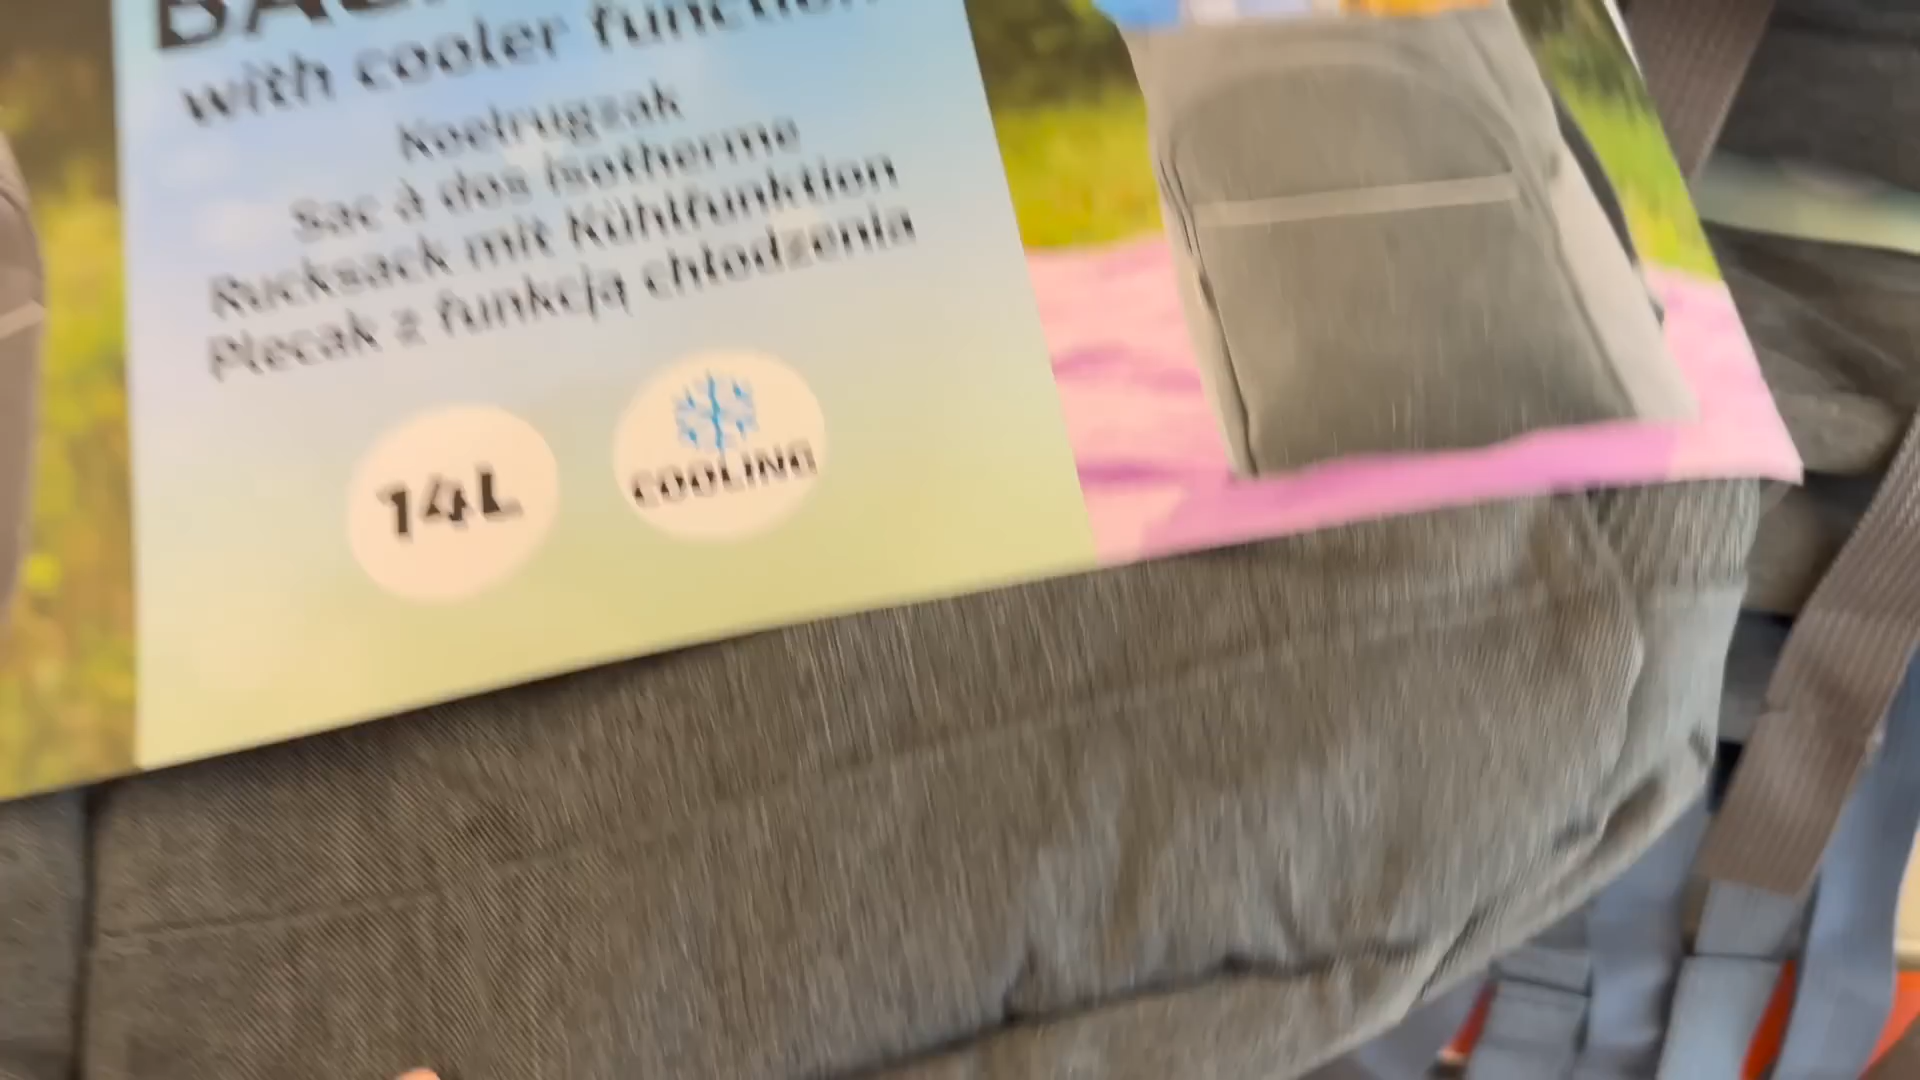 with cooler function
Koelrugzak
Sac à dos isotherme
Rucksack mit Kühlfunktion
Plecak z funkcją chłodzenia
14L
COOLING